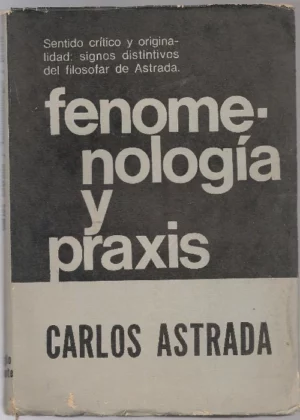 Sentido crítico y origina-
lidad: signos distintivos
del filosofar de Astrada.
fenome-
nología
y
praxis
CARLOS ASTRADA